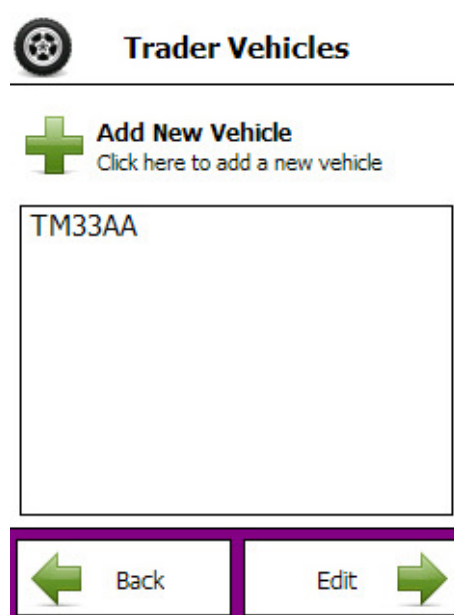 Trader Vehicles
Add New Vehicle
Click here to add a new vehicle
TM33AA
Back
Edit